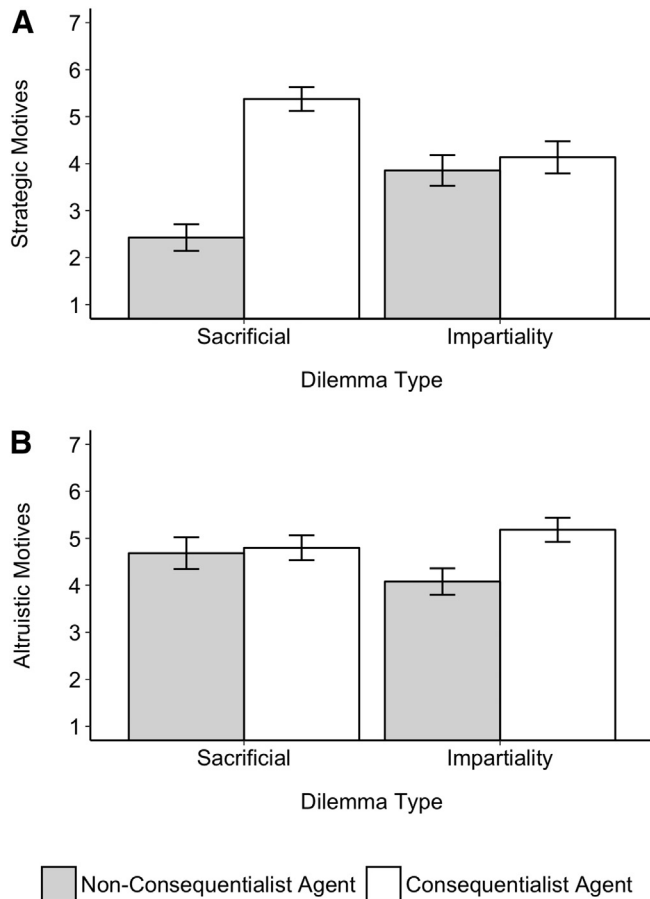 A
7
6
5
4
3
2
1
Strategic Motives
Sacrificial
Impartiality
Dilemma Type
B
7
6
5
4
3
2
1
Altruistic Motives
Sacrificial
Impartiality
Dilemma Type
Non-Consequentialist Agent
Consequentialist Agent